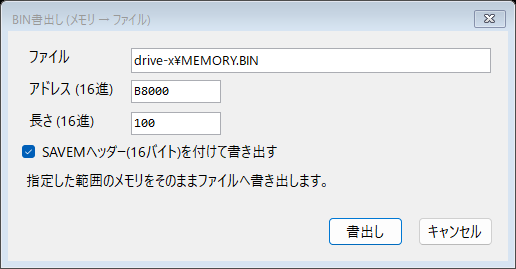 BIN書出し (メモリ → ファイル)
ファイル
drive-x¥MEMORY.BIN
アドレス (16進)
B8000
長さ (16進)
100
SAVEMヘッダー(16バイト)を付けて書き出す
指定した範囲のメモリをそのままファイルへ書き出します。
書出し
キャンセル